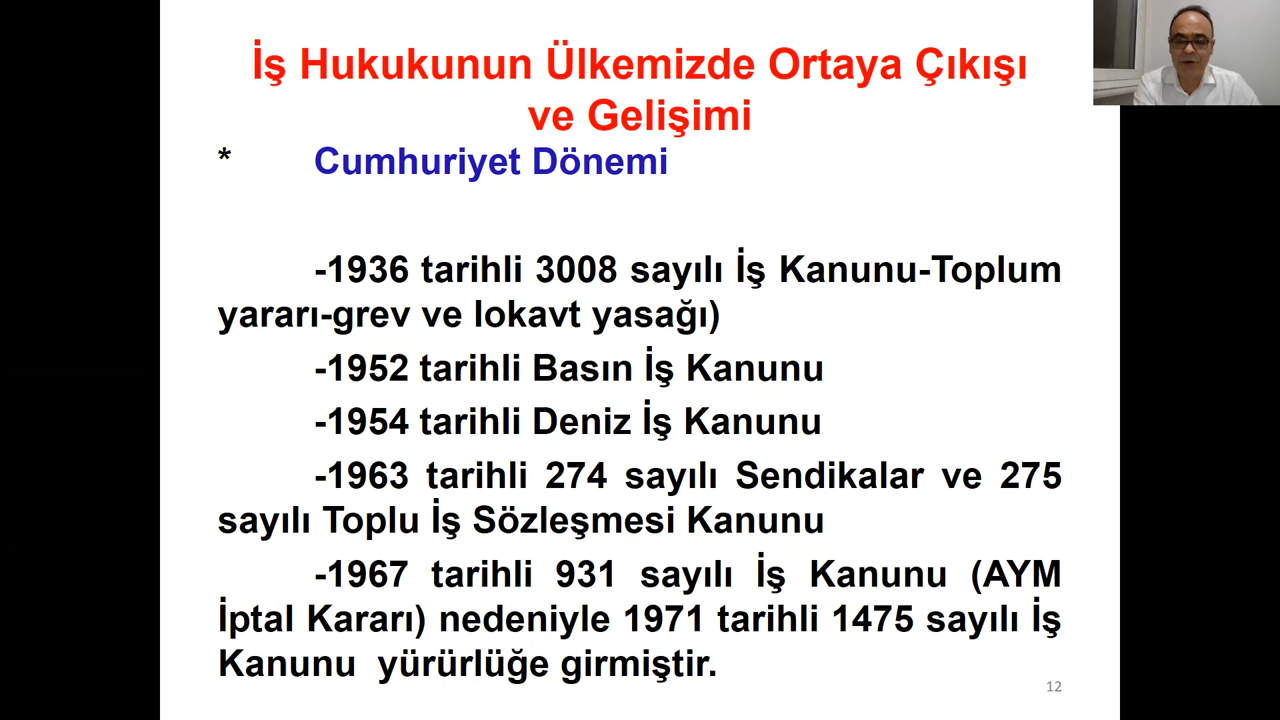 İş Hukukunun Ülkemizde Ortaya Çıkışı
ve Gelişimi
* Cumhuriyet Dönemi
-1936 tarihli 3008 sayılı İş Kanunu-Toplum
yararı-grev ve lokavt yasağı)
-1952 tarihli Basın İş Kanunu
-1954 tarihli Deniz İş Kanunu
-1963 tarihli 274 sayılı Sendikalar ve 275
sayılı Toplu İş Sözleşmesi Kanunu
-1967 tarihli 931 sayılı İş Kanunu (AYM
İptal Kararı) nedeniyle 1971 tarihli 1475 sayılı İş
Kanunu yürürlüğe girmiştir.
12